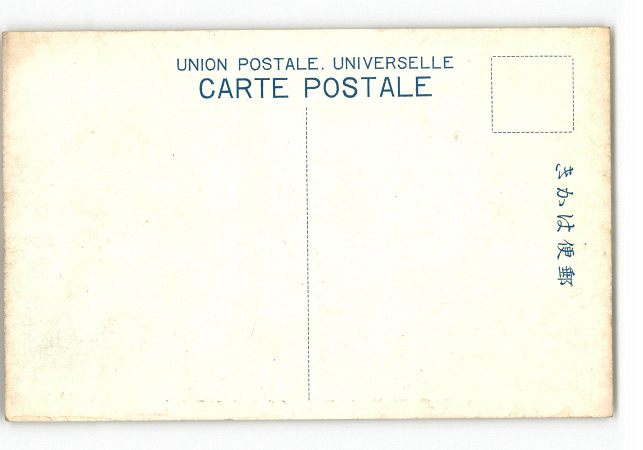 UNION POSTALE. UNIVERSELLE
CARTE POSTALE
きかは便郵